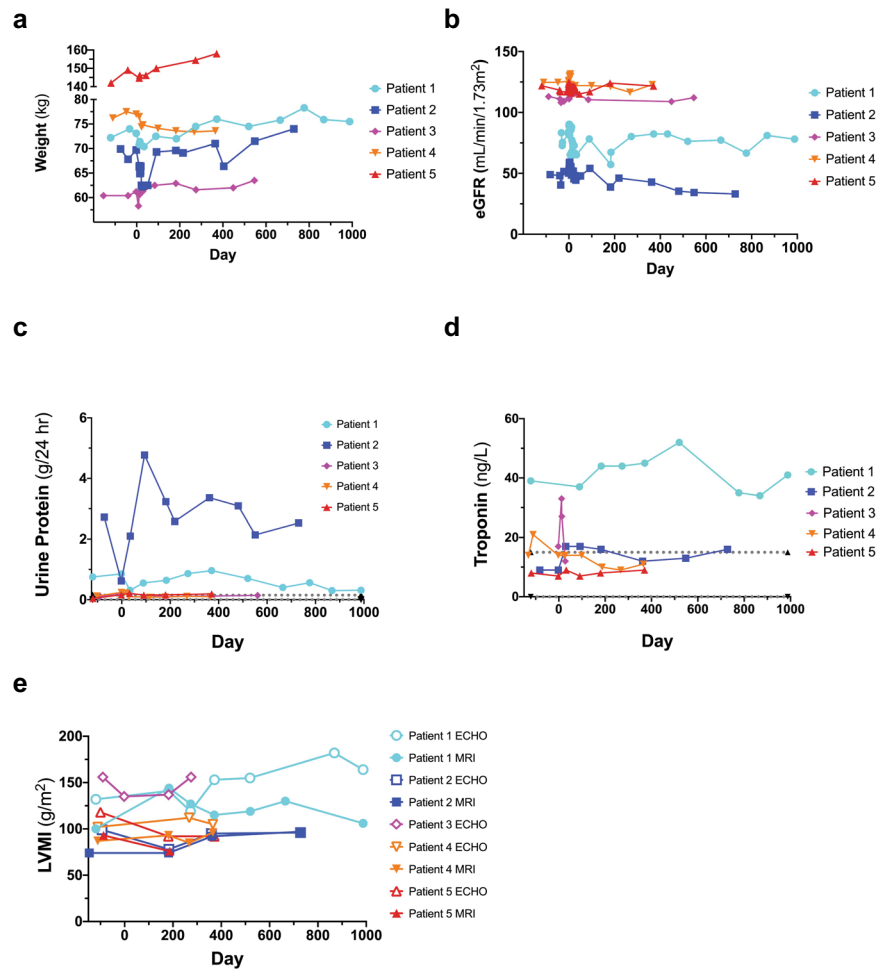 a
160
150
140
80
75
70
65
60
Weight (kg)
0
200
400
600
800
1000
Day
Patient 1
Patient 2
Patient 3
Patient 4
Patient 5
b
150
100
50
0
eGFR (mL/min/1.73m²)
0
200
400
600
800
1000
Day
Patient 1
Patient 2
Patient 3
Patient 4
Patient 5
c
6
4
2
0
Urine Protein (g/24 hr)
0
200
400
600
800
1000
Day
Patient 1
Patient 2
Patient 3
Patient 4
Patient 5
d
60
40
20
0
Troponin (ng/L)
0
200
400
600
800
1000
Day
Patient 1
Patient 2
Patient 3
Patient 4
Patient 5
e
200
150
100
50
0
LVMI (g/m²)
0
200
400
600
800
1000
Day
Patient 1 ECHO
Patient 1 MRI
Patient 2 ECHO
Patient 2 MRI
Patient 3 ECHO
Patient 4 ECHO
Patient 4 MRI
Patient 5 ECHO
Patient 5 MRI